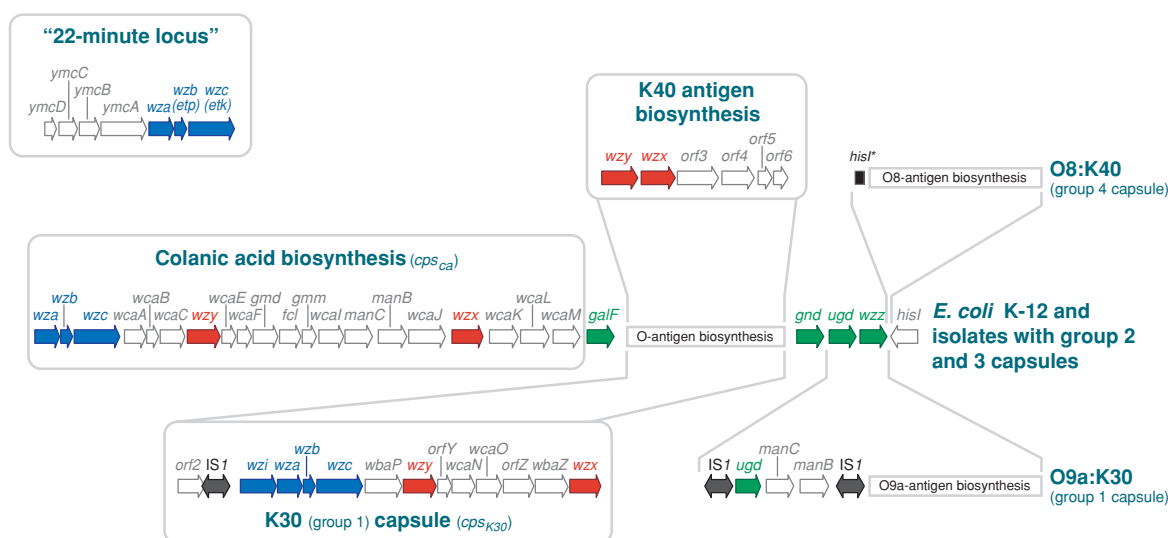 “22-minute locus”
ymcC
ymcB
wzb wzc
ymcD ymcA wza (etp) (etk)
K40 antigen
biosynthesis
orf5
wzy wzx orf3 orf4 orf6
hisI*
O8-antigen biosynthesis
O8:K40
(group 4 capsule)
Colanic acid biosynthesis (cpsca)
wzb wcaB wcaE gmd gmm manB wcaL
wza wzc wcaA wcaC wzy wcaF fcl wcaI manC wcaJ wzx wcaK wcaM galF
O-antigen biosynthesis
gnd ugd wzz hisI
E. coli K-12 and
isolates with group 2
and 3 capsules
wzb orfY wcaO
orf2 IS1 wzi wza wzc wbaP wzy wcaN orfZ wbaZ wzx
K30 (group 1) capsule (cpsK30)
manC
IS1 ugd manB IS1
O9a-antigen biosynthesis
O9a:K30
(group 1 capsule)